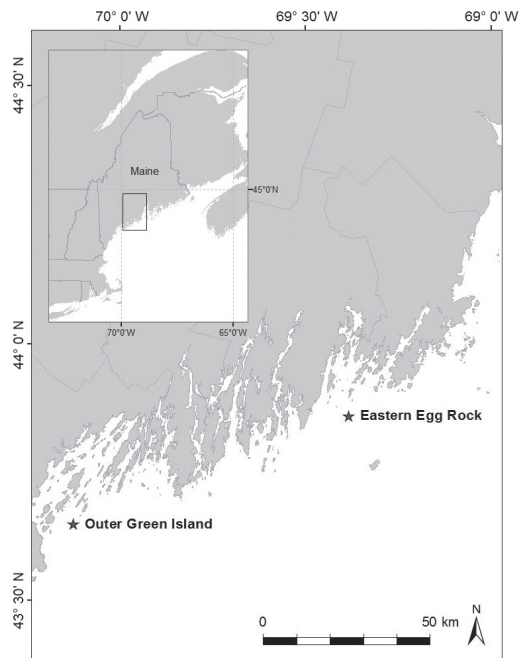 70° 0' W 69° 30' W 69° 0' W
44° 30' N
Maine
45°0'N
70°0'W 65°0'W
44° 0' N
Eastern Egg Rock
Outer Green Island
43° 30' N
0 50 km
N